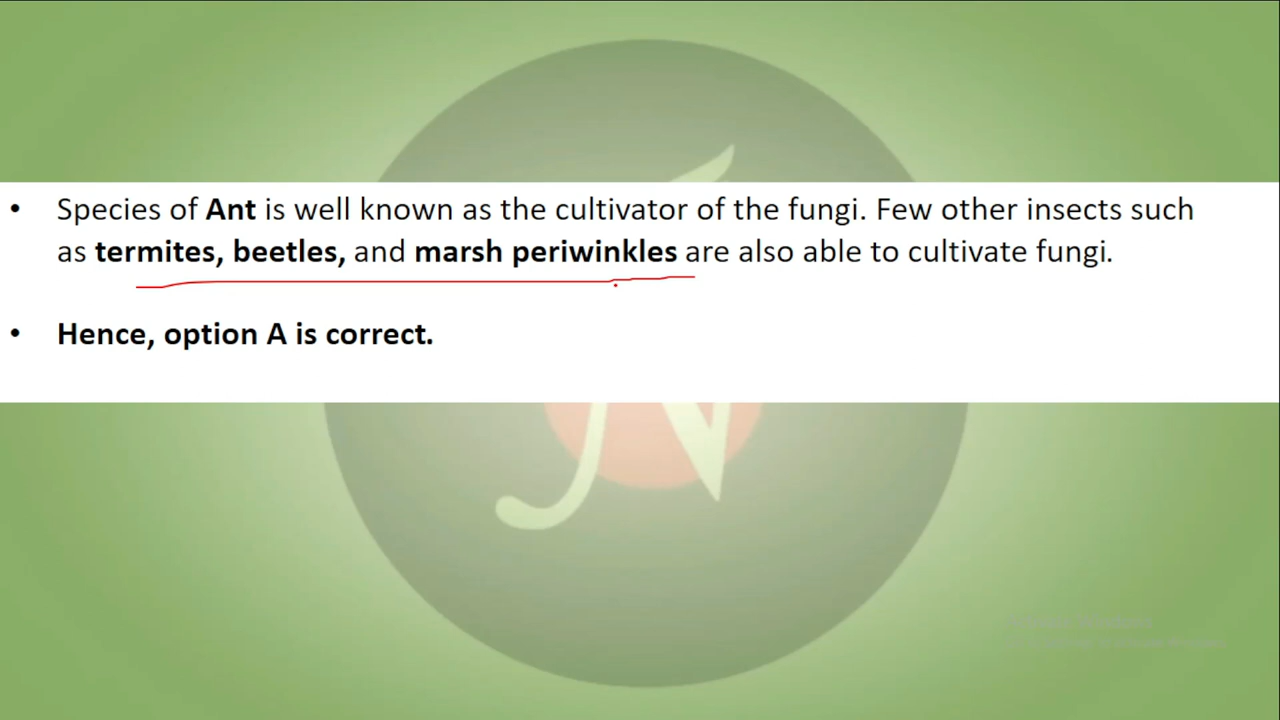 • Species of Ant is well known as the cultivator of the fungi. Few other insects such
as termites, beetles, and marsh periwinkles are also able to cultivate fungi.
• Hence, option A is correct.